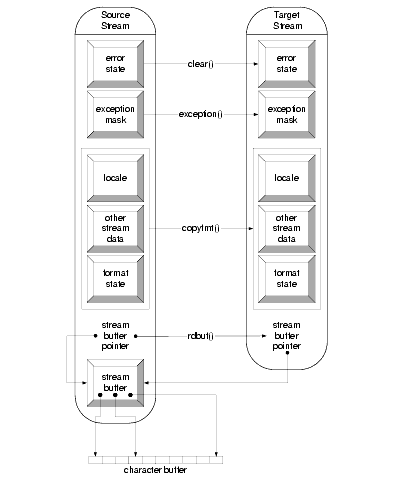 Source
Stream
Target
Stream
error
state
clear()
error
state
exception
mask
exception()
exception
mask
locale
locale
other
stream
data
copyfmt()
other
stream
data
format
state
format
state
stream
buffer
pointer
rdbuf()
stream
buffer
pointer
stream
buffer
character buffer